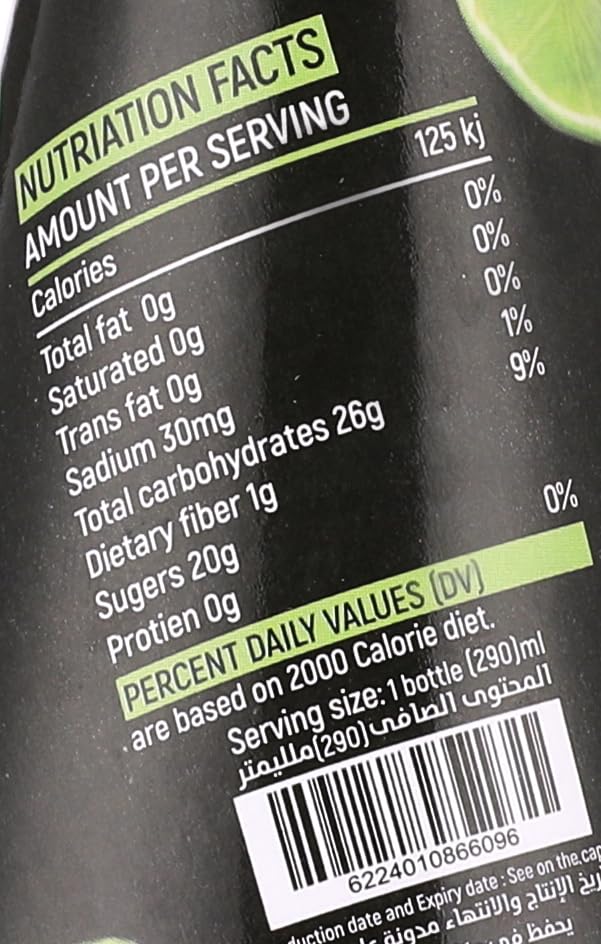 NUTRIATION FACTS
AMOUNT PER SERVING
Calories 125 kj
Total fat 0g 0%
Saturated 0g 0%
Trans fat 0g 0%
Sadium 30mg 1%
Total carbohydrates 26g 9%
Dietary fiber 1g
Sugers 20g
Protien 0g 0%
PERCENT DAILY VALUES (DV)
.are based on 2000 Calorie diet.
Serving size: 1 bottle (290)ml
المحتوى الصافى (290) ملليمتر
6224010866096
date and Expiry date : See on the.cap
الإنتاج والانتهاء مدونة
يحفظ فى